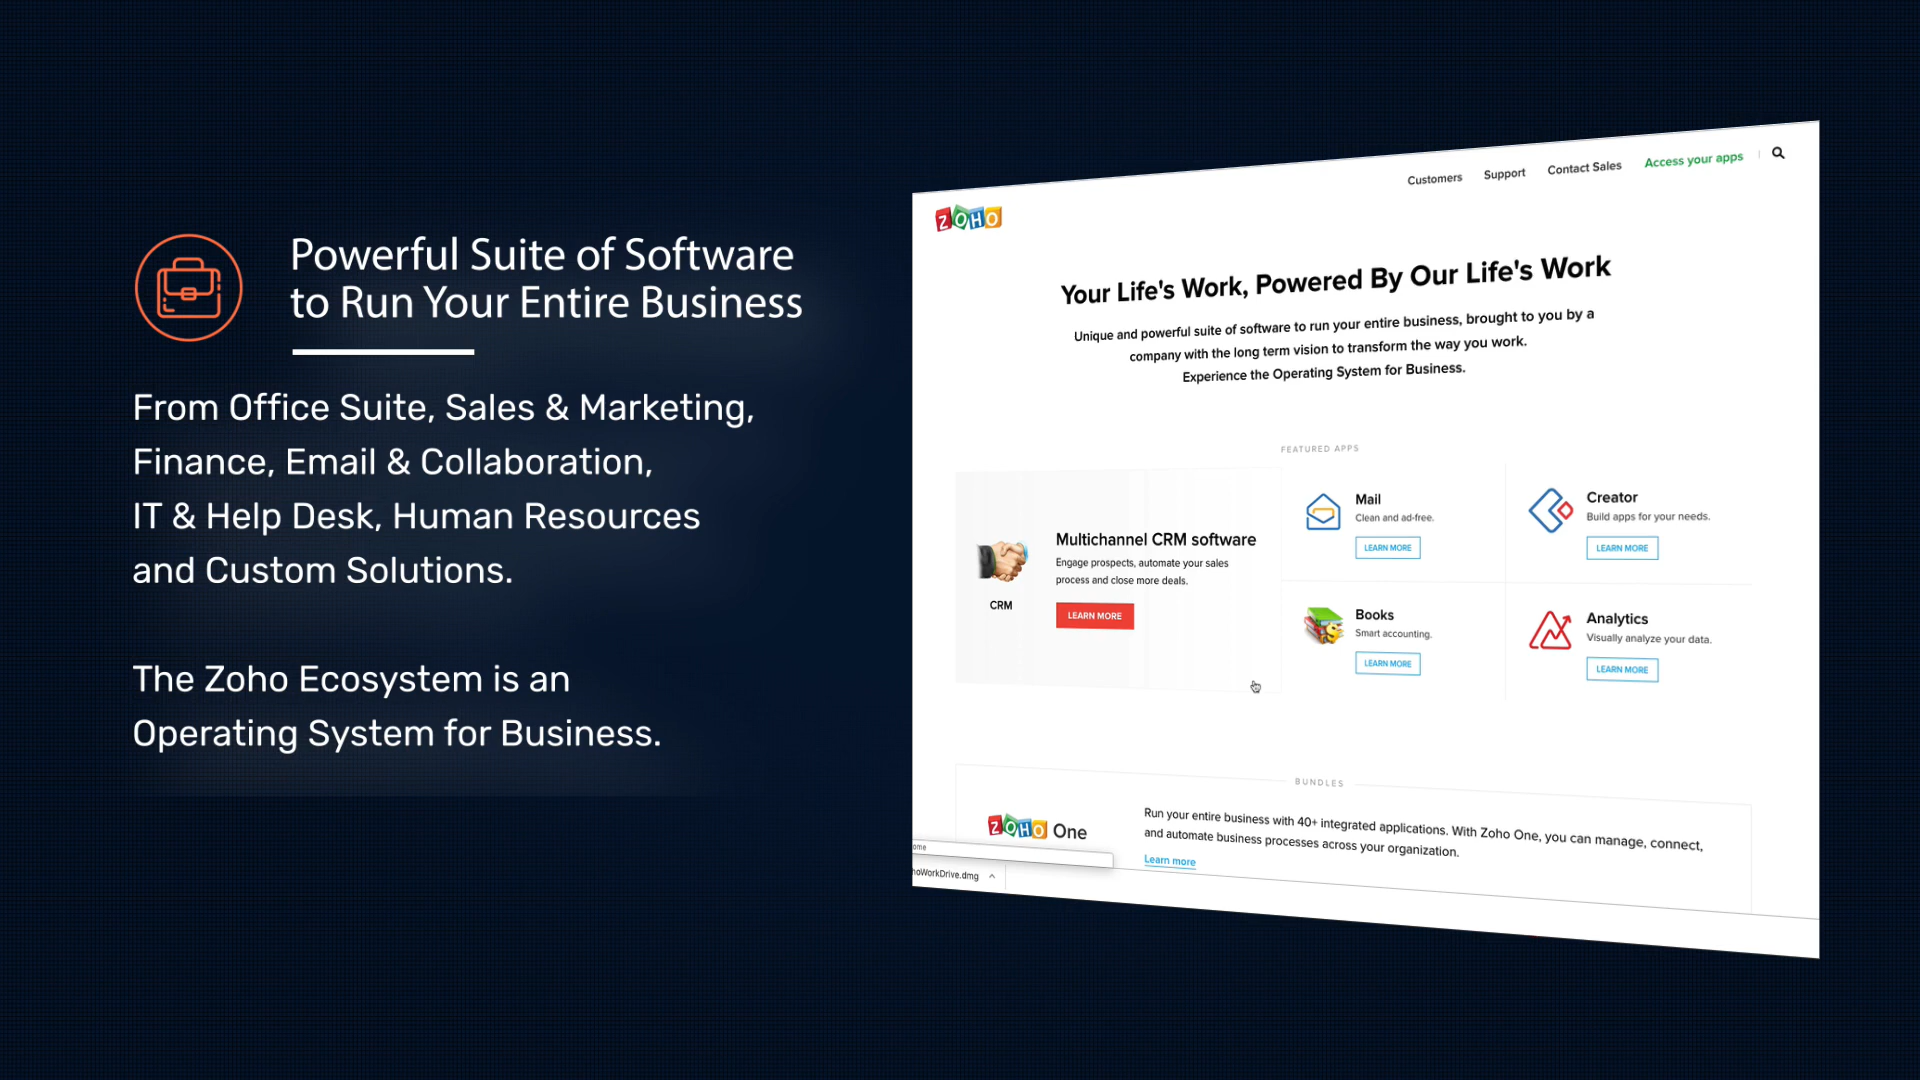 Powerful Suite of Software
to Run Your Entire Business
From Office Suite, Sales & Marketing,
Finance, Email & Collaboration,
IT & Help Desk, Human Resources
and Custom Solutions.
The Zoho Ecosystem is an
Operating System for Business.
Customers Support Contact Sales Access your apps
ZOHO
Your Life's Work, Powered By Our Life's Work
Unique and powerful suite of software to run your entire business, brought to you by a
company with the long term vision to transform the way you work.
Experience the Operating System for Business.
FEATURED APPS
CRM
Multichannel CRM software
Engage prospects, automate your sales
process and close more deals.
LEARN MORE
Mail
Clean and ad-free.
LEARN MORE
Creator
Build apps for your needs.
LEARN MORE
Books
Smart accounting.
LEARN MORE
Analytics
Visually analyze your data.
LEARN MORE
BUNDLES
ZOHO One
Run your entire business with 40+ integrated applications. With Zoho One, you can manage, connect,
and automate business processes across your organization.
Learn more
ome
hoWorkDrive.dmg